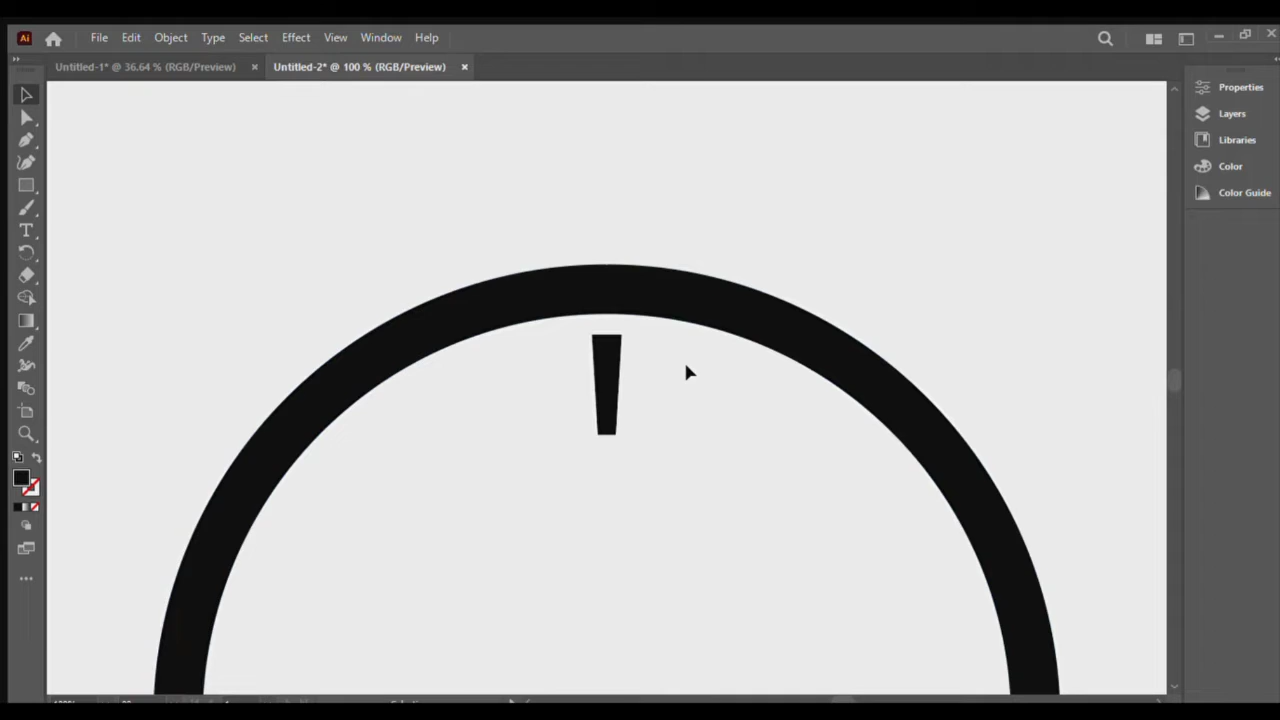 Ai File Edit Object Type Select Effect View Window Help
Untitled-1* @ 36.64 % (RGB/Preview) × Untitled-2* @ 100 % (RGB/Preview) ×
Properties
Layers
Libraries
Color
Color Guide